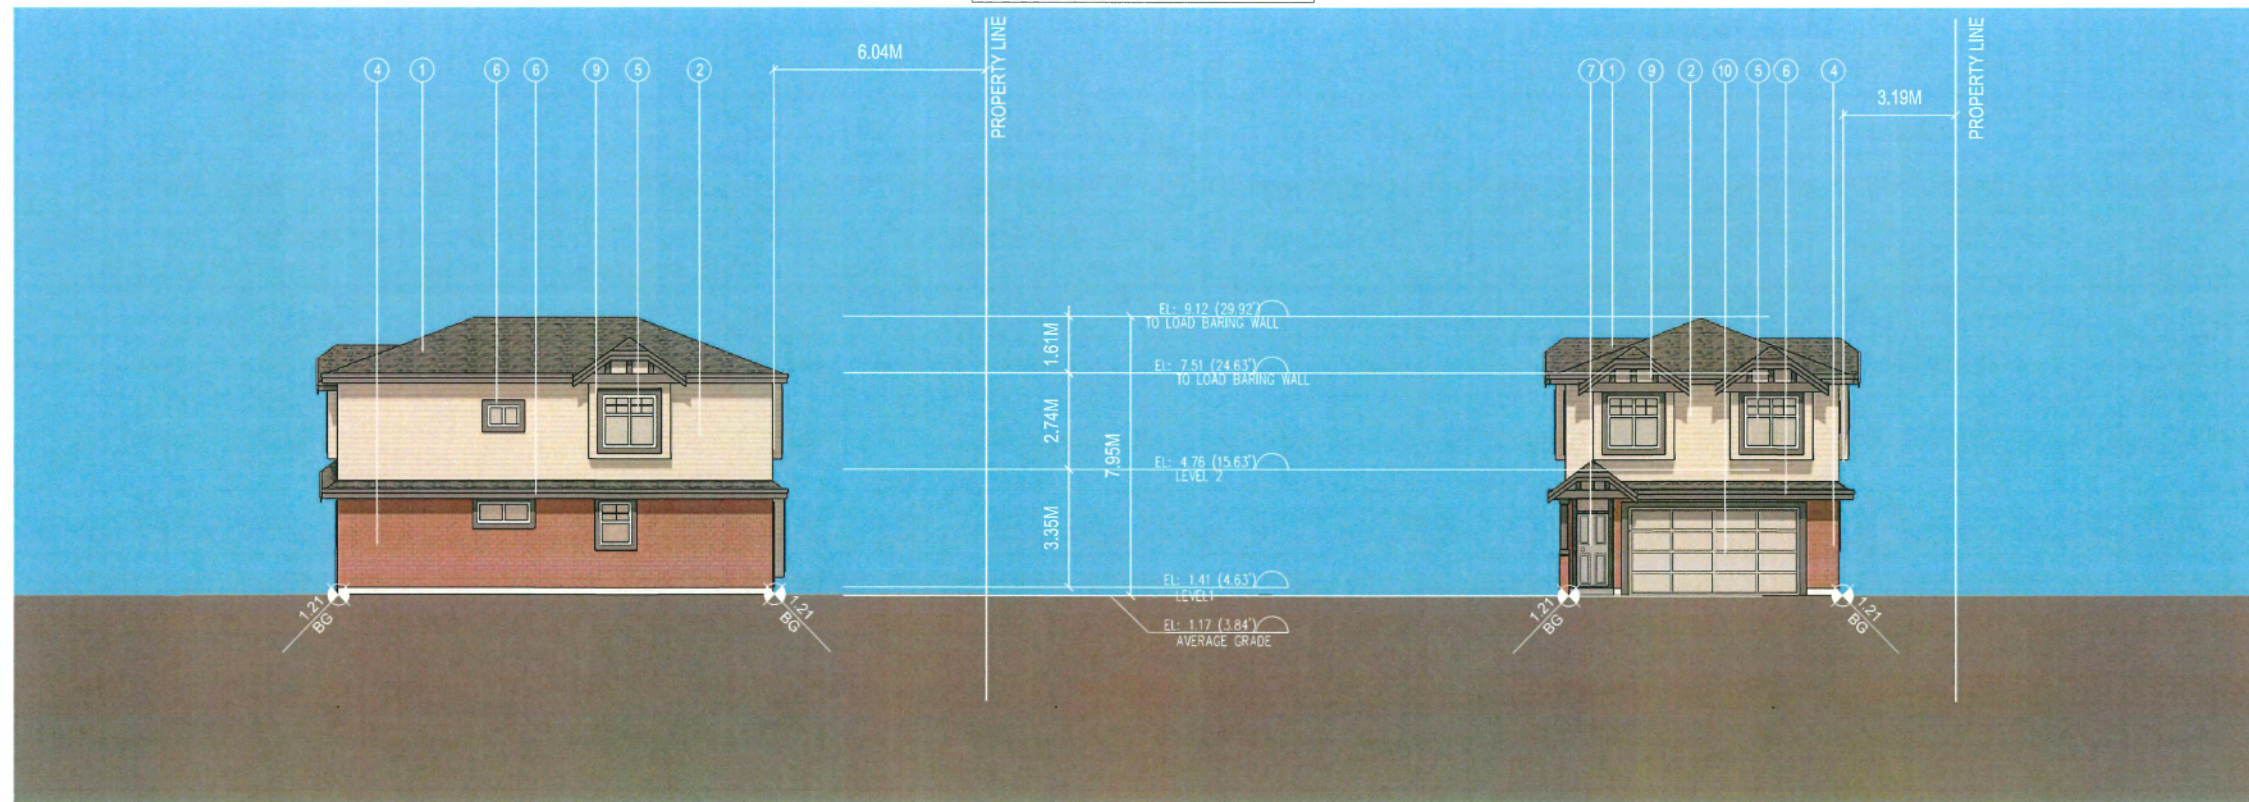 6.04M
PROPERTY LINE
4 1 6 6 9 5 2
7 1 9 2 10 5 6 4
3.19M
PROPERTY LINE
EL: 9.12 (29.92')
TO LOAD BARING WALL
1.61M
EL: 7.51 (24.63')
TO LOAD BARING WALL
2.74M
7.95M
EL: 4.76 (15.63')
LEVEL 2
3.35M
EL: 1.41 (4.63')
LEVEL1
EL: 1.17 (3.84')
AVERAGE GRADE
1.21
BG
1.21
BG
1.21
BG
1.21
BG